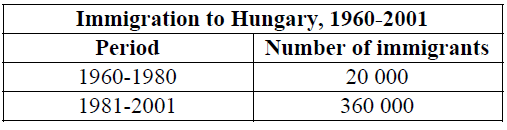 Immigration to Hungary, 1960-2001
Period Number of immigrants
1960-1980 20 000
1981-2001 360 000